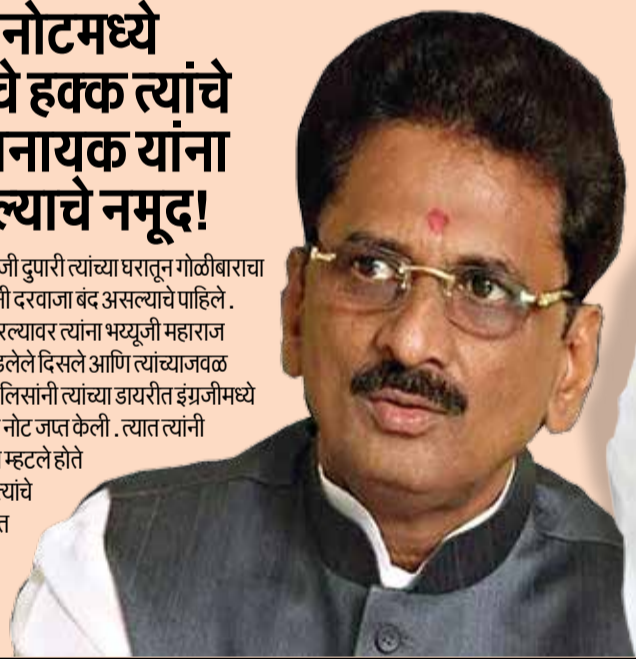 नोटमध्ये
चे हक्क त्यांचे
नायक यांना
ल्याचे नमूद!
जी दुपारी त्यांच्या घरातून गोळीबाराचा
नी दरवाजा बंद असल्याचे पाहिले.
रल्यावर त्यांना भय्यूजी महाराज
डलेले दिसले आणि त्यांच्याजवळ
लिसांनी त्यांच्या डायरीत इंग्रजीमध्ये
नोट जप्त केली. त्यात त्यांनी
म्हटले होते
त्यांचे
त